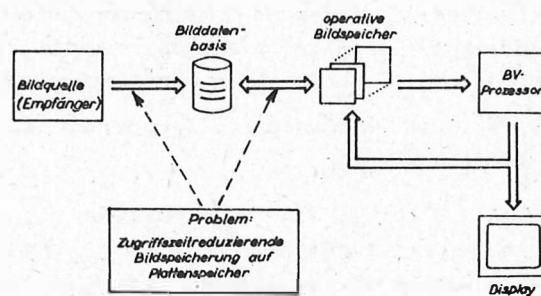 Bildquelle
(Empfänger)
Bilddaten-
basis
operative
Bildspeicher
BV-
Prozessor
Problem:
Zugriffszeitreduzierende
Bildspeicherung auf
Plattenspeicher
Display